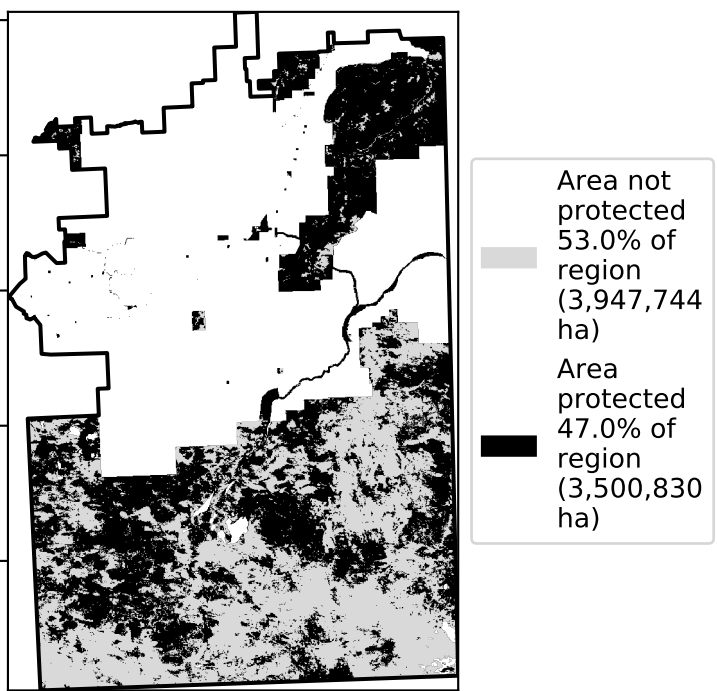 Area not
protected
53.0% of
region
(3,947,744
ha)
Area
protected
47.0% of
region
(3,500,830
ha)